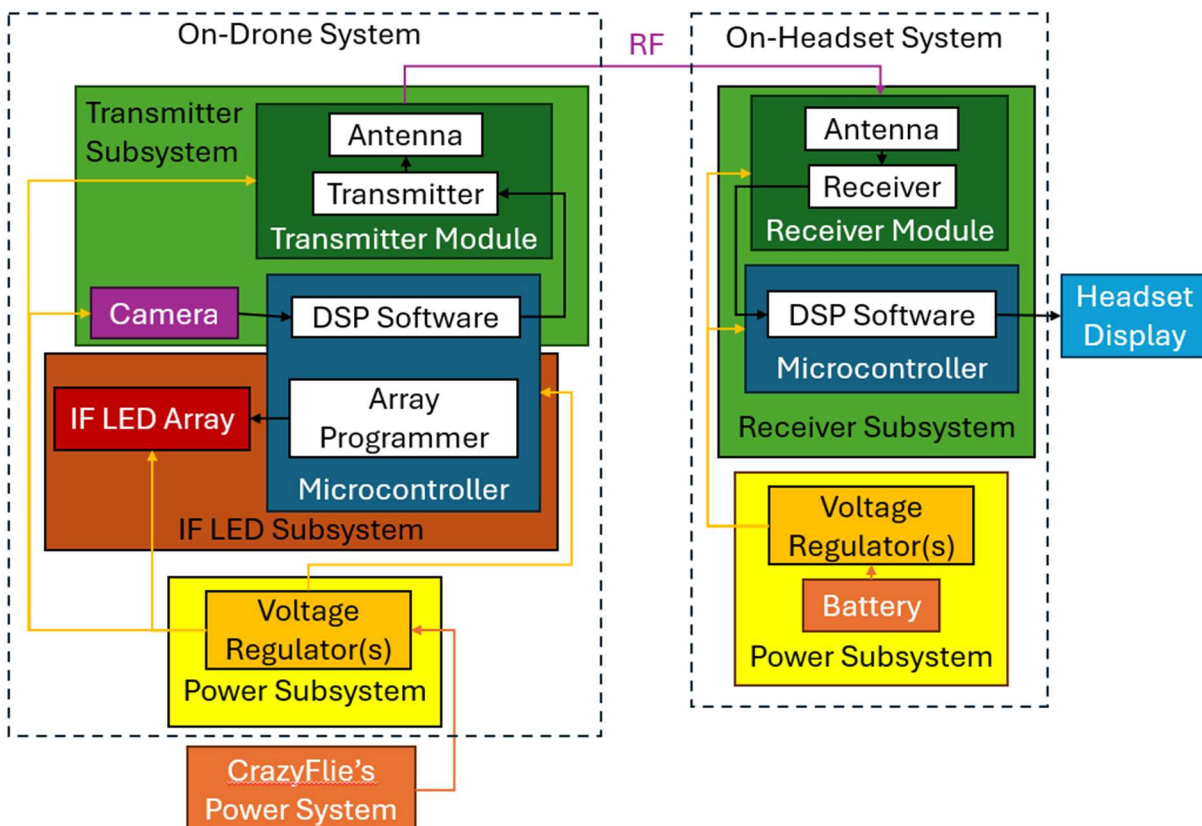 On-Drone System
RF
On-Headset System
Transmitter
Subsystem
Antenna
Transmitter
Transmitter Module
Camera
DSP Software
IF LED Array
Array
Programmer
Microcontroller
IF LED Subsystem
Voltage
Regulator(s)
Power Subsystem
CrazyFlie's
Power System
Antenna
Receiver
Receiver Module
DSP Software
Microcontroller
Receiver Subsystem
Headset
Display
Voltage
Regulator(s)
Battery
Power Subsystem